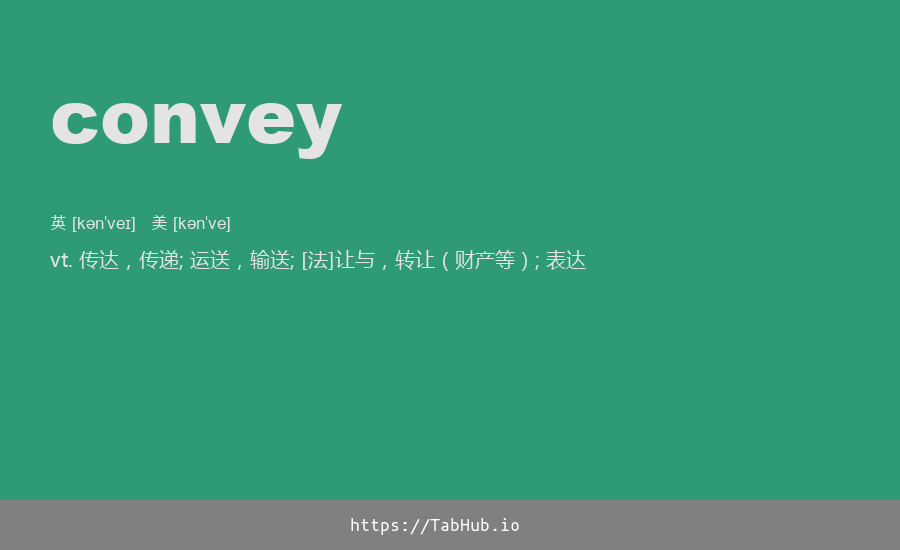 convey
英 [kən'veɪ] 美 [kən've]
vt. 传达，传递; 运送，输送; [法]让与，转让（财产等）; 表达
https://TabHub.io